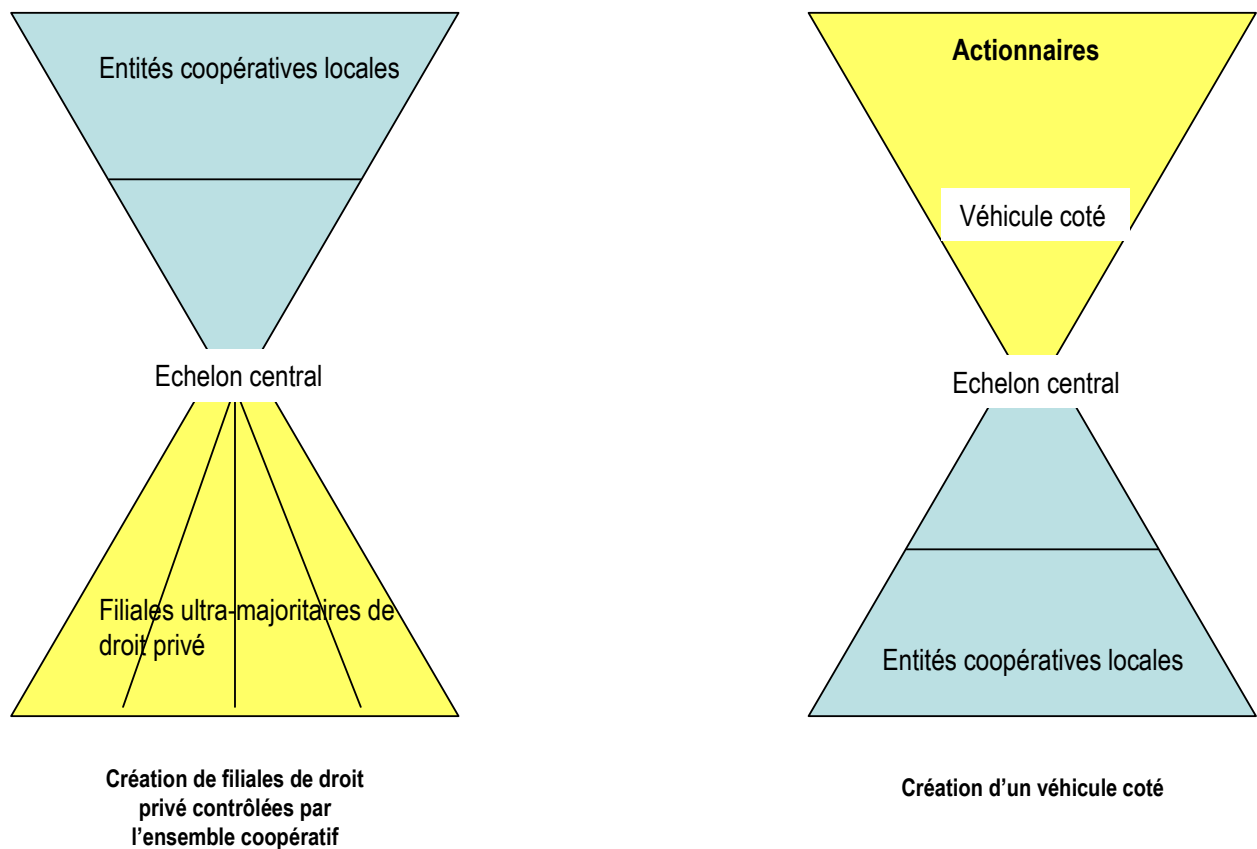 Entités coopératives locales
Echelon central
Filiales ultra-majoritaires de
droit privé
Création de filiales de droit
privé contrôlées par
l'ensemble coopératif
Actionnaires
Véhicule coté
Echelon central
Entités coopératives locales
Création d'un véhicule coté